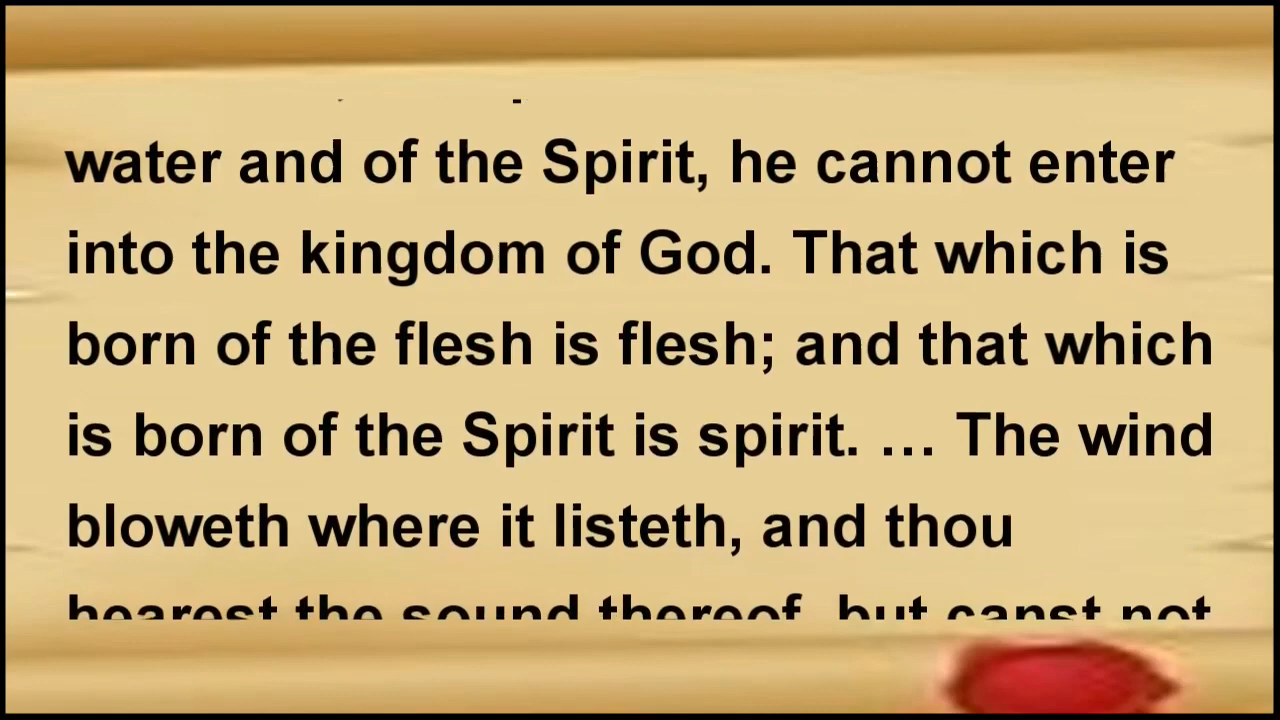 water and of the Spirit, he cannot enter
into the kingdom of God. That which is
born of the flesh is flesh; and that which
is born of the Spirit is spirit. … The wind
bloweth where it listeth, and thou
hearest the sound thereof, but canst not